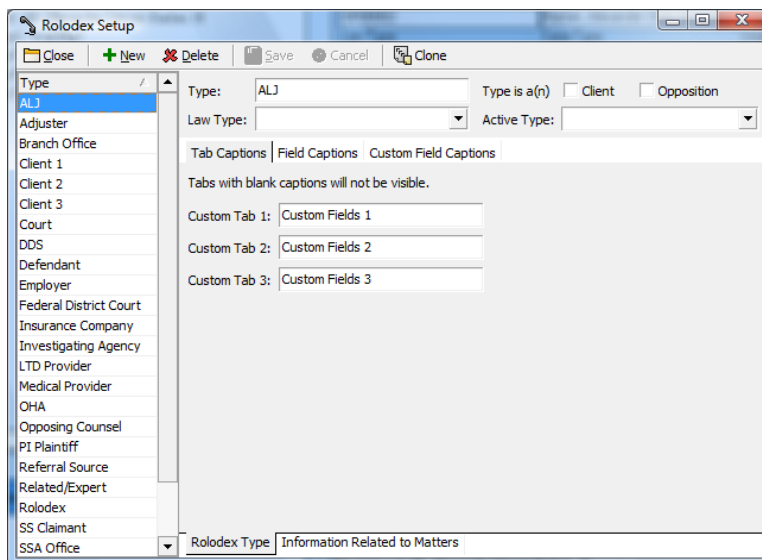 Rolodex Setup
Close New Delete Save Cancel Clone
Type
ALJ
Adjuster
Branch Office
Client 1
Client 2
Client 3
Court
DDS
Defendant
Employer
Federal District Court
Insurance Company
Investigating Agency
LTD Provider
Medical Provider
OHA
Opposing Counsel
PI Plaintiff
Referral Source
Related/Expert
Rolodex
SS Claimant
SSA Office
Type: ALJ Type is a(n) Client Opposition
Law Type: Active Type:
Tab Captions Field Captions Custom Field Captions
Tabs with blank captions will not be visible.
Custom Tab 1: Custom Fields 1
Custom Tab 2: Custom Fields 2
Custom Tab 3: Custom Fields 3
Rolodex Type Information Related to Matters